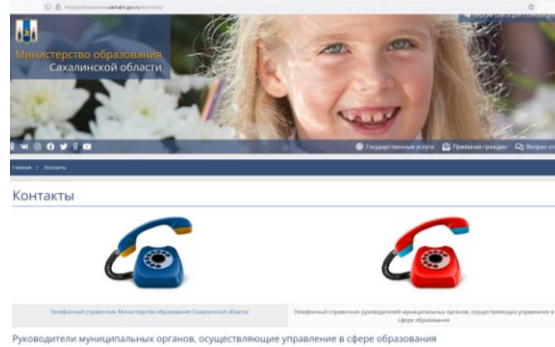 Министерство образования
Сахалинской области
Государственные услуги
Приёмная граждан
Вопрос
Главная / Контакты
Контакты
Телефонный справочник Министерства образования Сахалинской области
Телефонный справочник руководителей муниципальных органов, осуществляющих управление в
сфере образования
Руководители муниципальных органов, осуществляющие управление в сфере образования